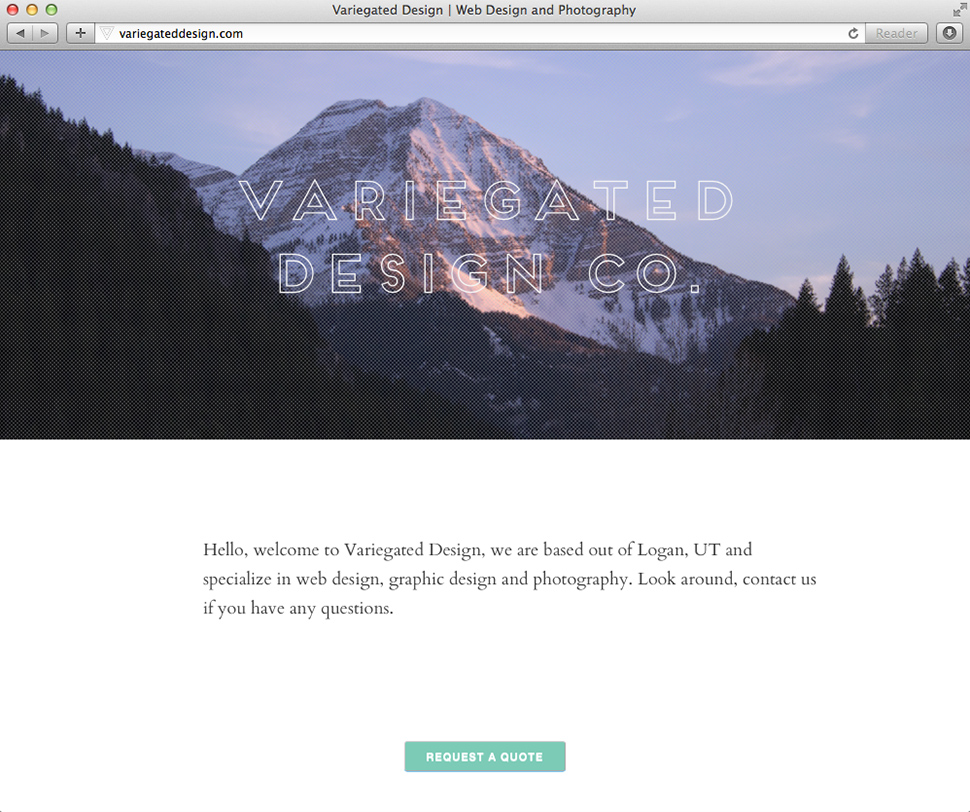 Variegated Design | Web Design and Photography
variegateddesign.com
Reader
VARIEGATED
DESIGN CO.
Hello, welcome to Variegated Design, we are based out of Logan, UT and
specialize in web design, graphic design and photography. Look around, contact us
if you have any questions.
REQUEST A QUOTE